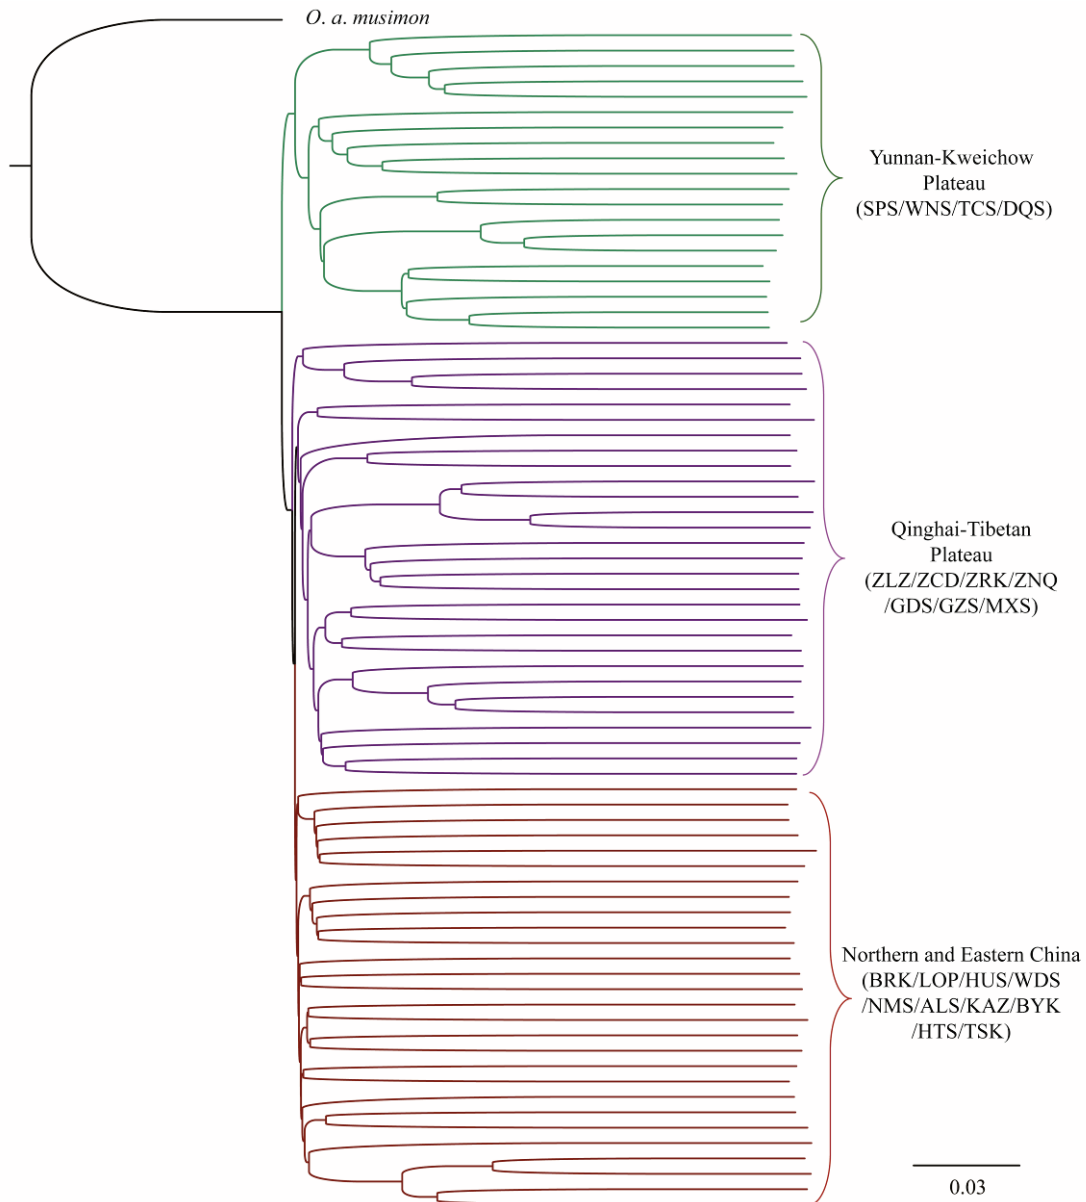 O. a. musimon
Yunnan-Kweichow
Plateau
(SPS/WNS/TCS/DQS)
Qinghai-Tibetan
Plateau
(ZLZ/ZCD/ZRK/ZNQ
/GDS/GZS/MXS)
Northern and Eastern China
(BRK/LOP/HUS/WDS
/NMS/ALS/KAZ/BYK
/HTS/TSK)
0.03